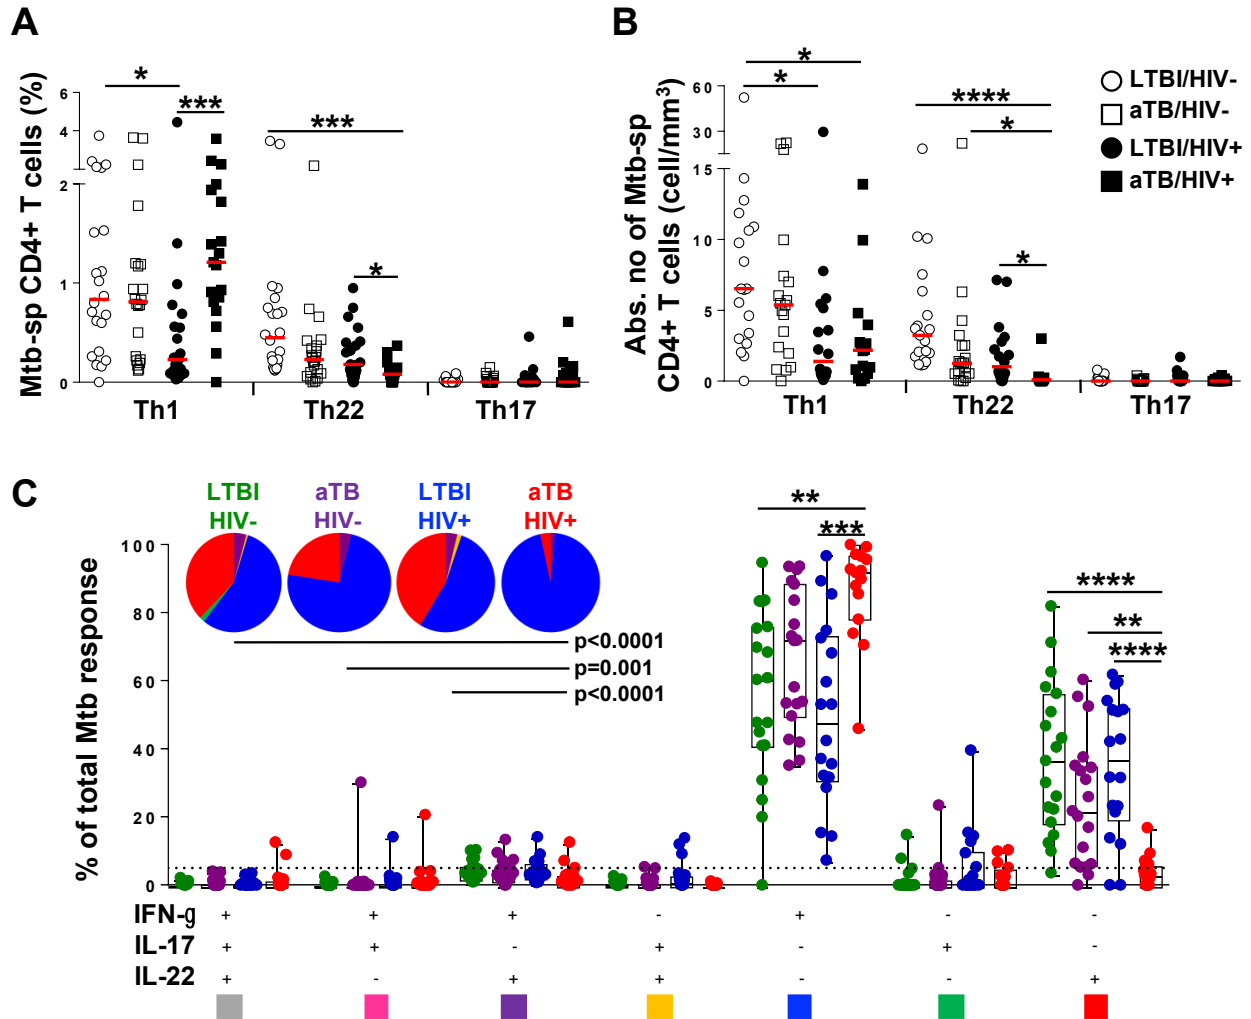 A
Mtb-sp CD4+ T cells (%)
6
4
2
1
0
*
***
***
*
Th1
Th22
Th17
B
Abs. no of Mtb-sp
CD4+ T cells (cell/mm³)
60
30
15
10
5
0
*
*
****
*
*
Th1
Th22
Th17
LTBI/HIV-
aTB/HIV-
LTBI/HIV+
aTB/HIV+
C
LTBI aTB LTBI aTB
HIV- HIV- HIV+ HIV+
p<0.0001
p=0.001
p<0.0001
% of total Mtb response
100
80
60
40
20
0
**
***
****
**
****
IFN-g + + + - + - -
IL-17 + + - + - + -
IL-22 + - + + - - +